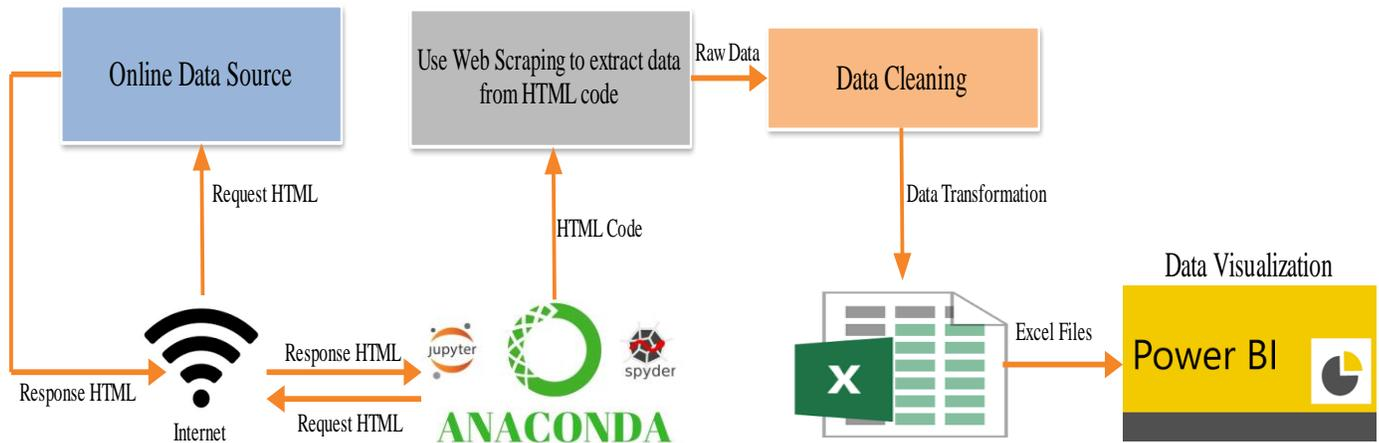 Online Data Source
Use Web Scraping to extract data
from HTML code
Raw Data
Data Cleaning
Request HTML
HTML Code
Data Transformation
Data Visualization
Response HTML
Internet
Response HTML
Request HTML
jupyter
spyder
ANACONDA
X
Excel Files
Power BI